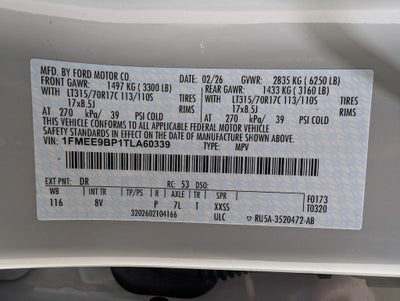 MFD. BY FORD MOTOR CO. 02/26 GVWR: 2835 KG ( 6250 LB)
FRONT GAWR: 1497 KG ( 3300 LB) REAR GAWR: 1433 KG ( 3160 LB)
LT315/70R17C 113/110S TIRES LT315/70R17C 113/110S TIRES
17x8.5J RIMS 17x8.5J RIMS
AT 270 kPa/ 39 PSI COLD AT 270 kPa/ 39 PSI COLD
THIS VEHICLE CONFORMS TO ALL APPLICABLE FEDERAL MOTOR VEHICLE SAFETY, BUMPER, AND THEFT PREVENTION STANDARDS IN EFFECT ON THE DATE OF MANUFACTURE SHOWN ABOVE.
VIN: 1FMEE9BP1TLA60339 TYPE: MPV
EXT PNT: DR RC: 53 DSO: F0173
WB INT TR TP/PS R AXLE TR SPR T0320
116 8V P 7L T XXSS
3202602104166 ULC RU5A-3520472-AB